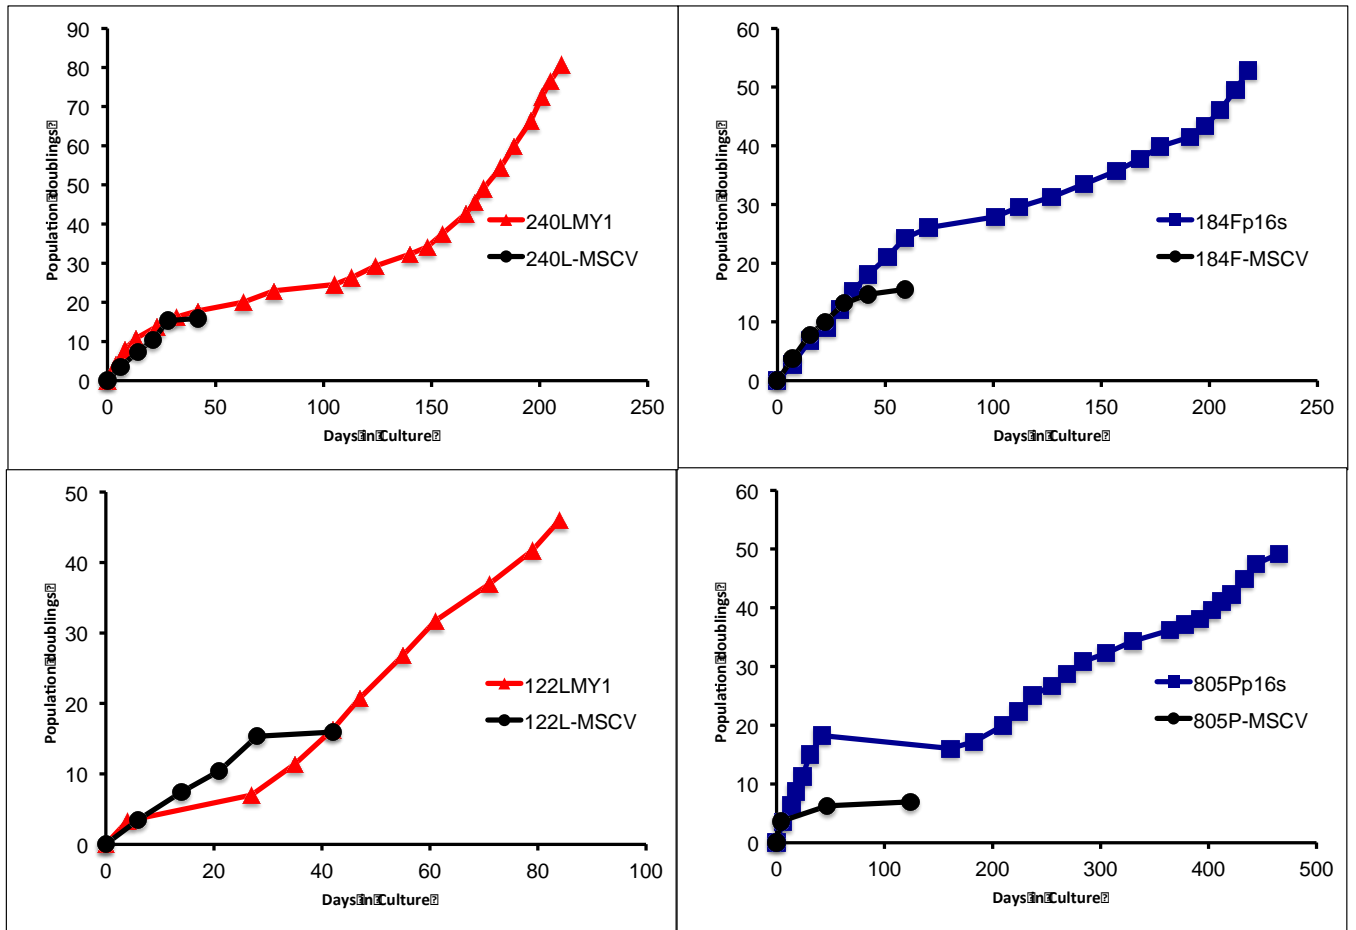 90
80
70
60
50
40
30
20
10
0
Population⍰doublings⍰
240LMY1
240L-MSCV
0 50 100 150 200 250
Days⍰in⍰Culture⍰
60
50
40
30
20
10
0
Population⍰doublings⍰
184Fp16s
184F-MSCV
0 50 100 150 200 250
Days⍰in⍰Culture⍰
50
40
30
20
10
0
Population⍰doublings⍰
122LMY1
122L-MSCV
0 20 40 60 80 100
Days⍰in⍰Culture⍰
60
50
40
30
20
10
0
Population⍰doublings⍰
805Pp16s
805P-MSCV
0 100 200 300 400 500
Days⍰in⍰Culture⍰